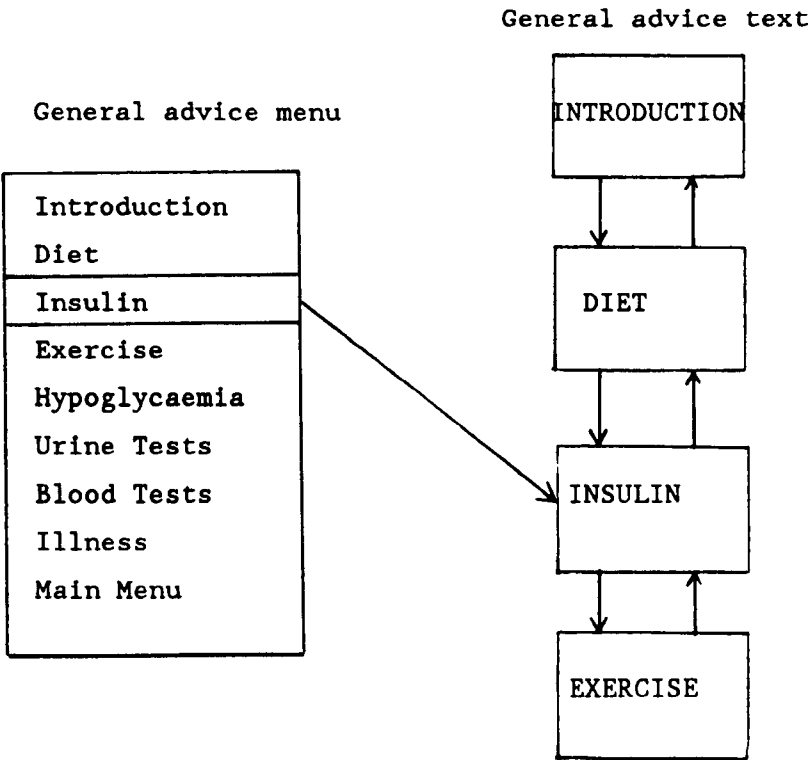 General advice text
General advice menu
INTRODUCTION
Introduction
Diet
Insulin
Exercise
Hypoglycaemia
Urine Tests
Blood Tests
Illness
Main Menu
DIET
INSULIN
EXERCISE